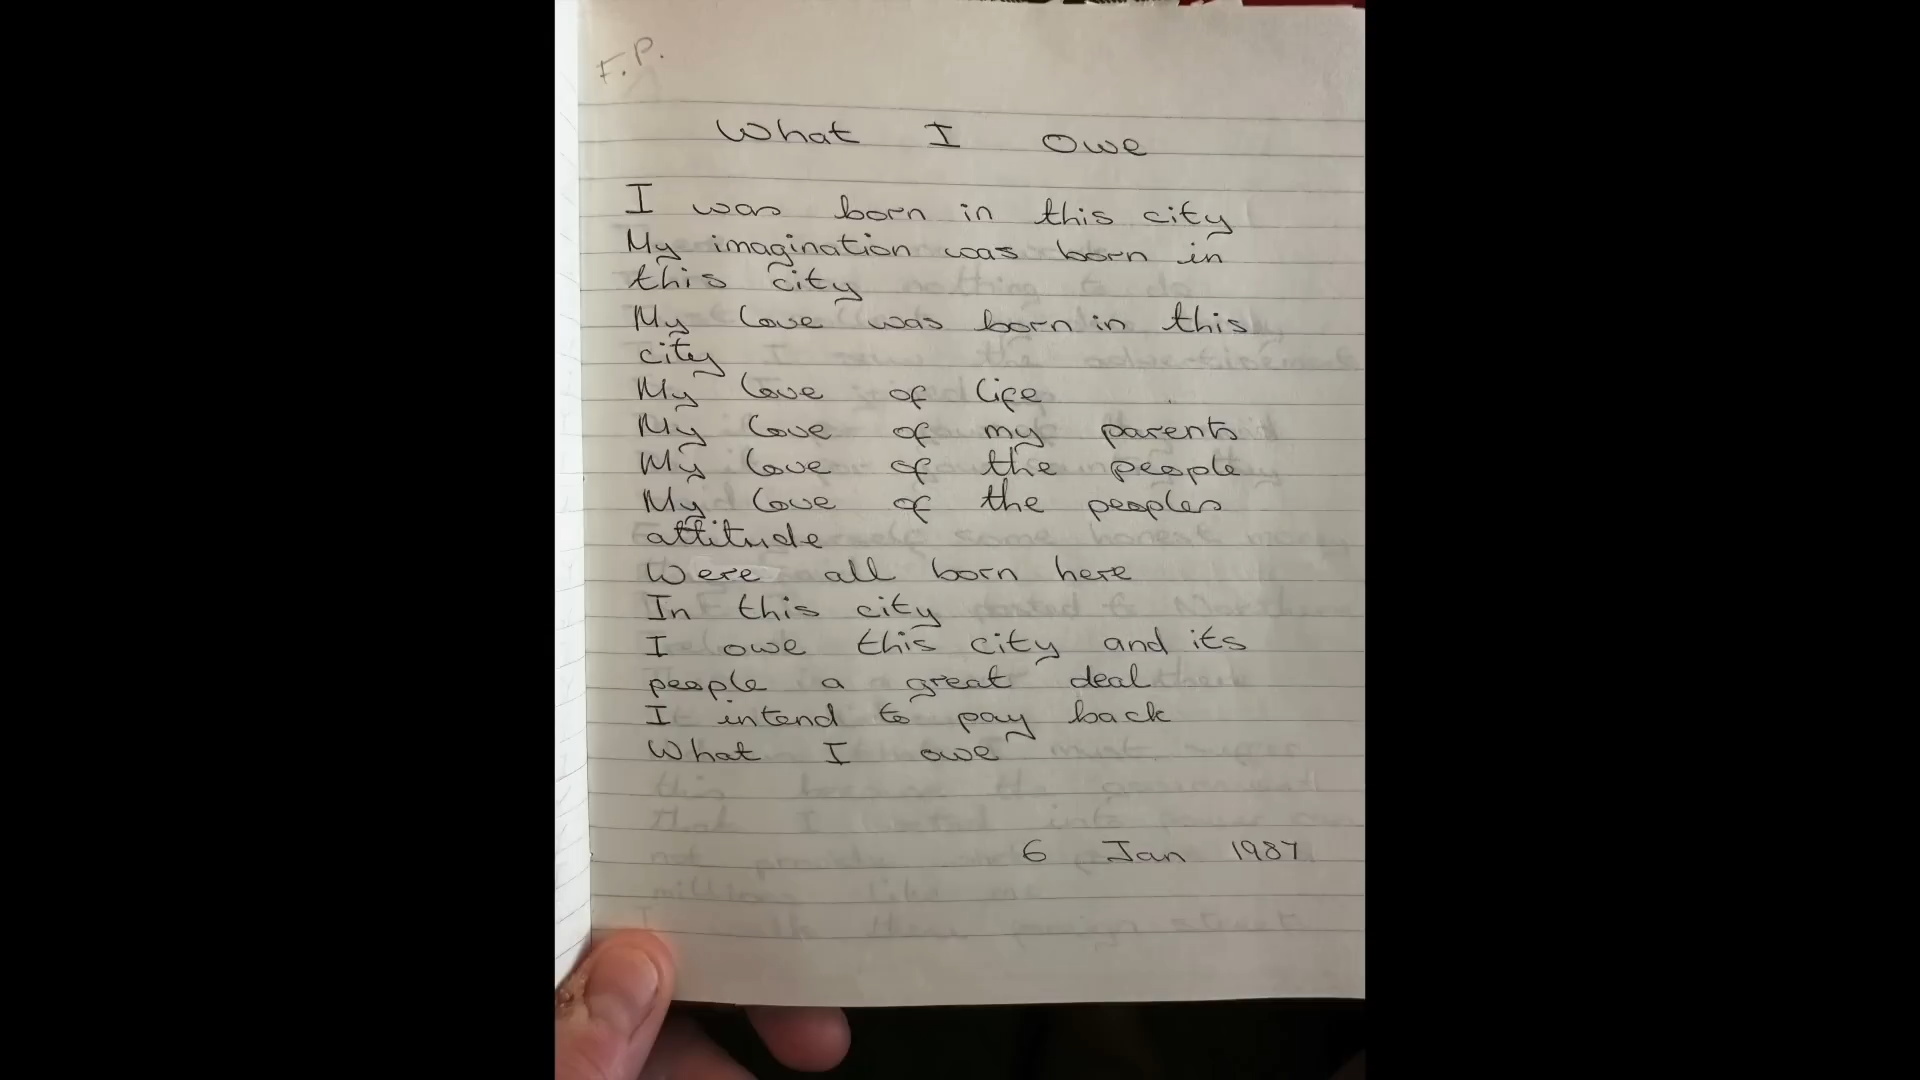 F.P.
What I Owe
I was born in this city
My imagination was born in
this city
My love was born in this
city
My love of life
My love of my parents
My love of the people
My love of the peoples
attitude
Were all born here
In this city
I owe this city and its
people a great deal
I intend to pay back
What I owe
6 Jan 1987